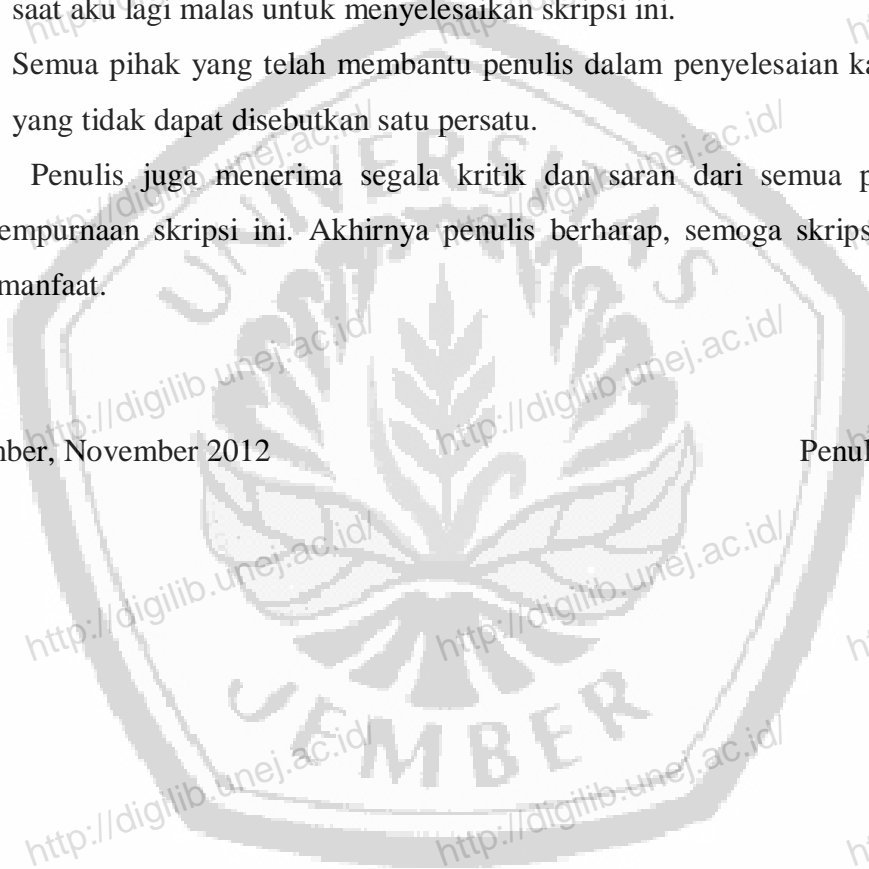 saat aku lagi malas untuk menyelesaikan skripsi ini.
Semua pihak yang telah membantu penulis dalam penyelesaian ka
yang tidak dapat disebutkan satu persatu.
Penulis juga menerima segala kritik dan saran dari semua p
empurnaan skripsi ini. Akhirnya penulis berharap, semoga skrips
manfaat.
mber, November 2012 Penul
UNIVERSITAS
JEMBER
http://digilib.unej.ac.id/
http://digilib.unej.ac.id/
http://digilib.unej.ac.id/
http://digilib.unej.ac.id/
http://digilib.unej.ac.id/
http://digilib.unej.ac.id/
http://digilib.unej.ac.id/
http://digilib.unej.ac.id/